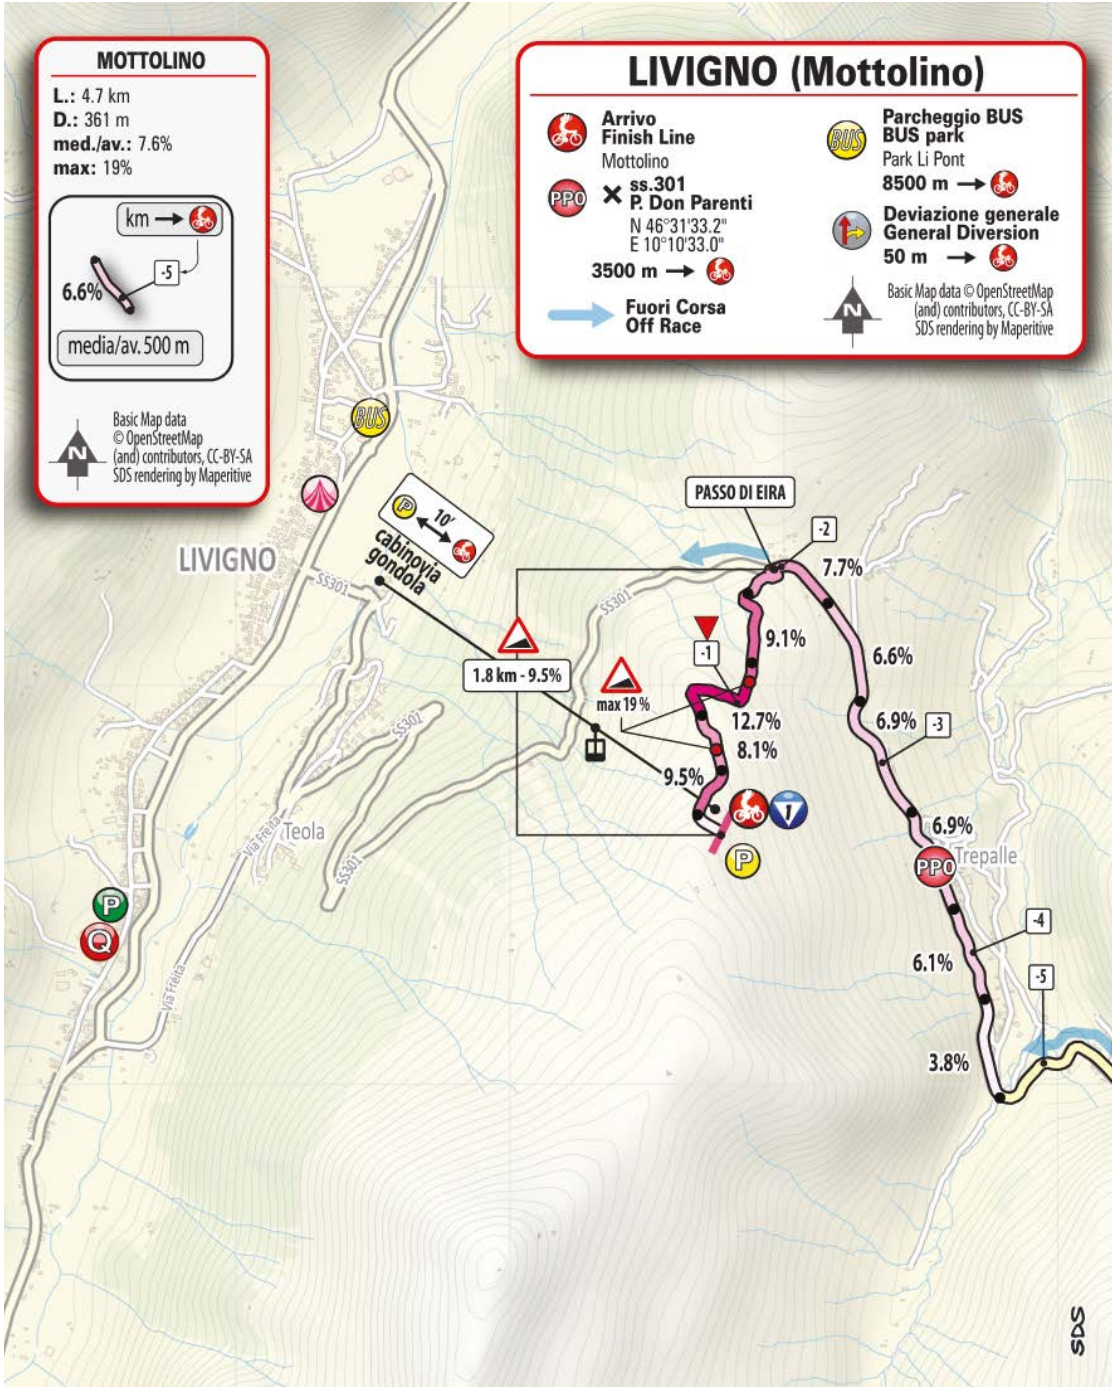 MOTTOLINO
L.: 4.7 km
D.: 361 m
med./av.: 7.6%
max: 19%
km
-5
6.6%
media/av. 500 m
N
Basic Map data
© OpenStreetMap
(and) contributors, CC-BY-SA
SDS rendering by Maperitive
LIVIGNO (Mottolino)
Arrivo
Finish Line
Mottolino
PPO
ss.301
P. Don Parenti
N 46°31'33.2"
E 10°10'33.0"
3500 m
Fuori Corsa
Off Race
BUS
Parcheggio BUS
BUS park
Park Li Pont
8500 m
Deviazione generale
General Diversion
50 m
N
Basic Map data © OpenStreetMap
(and) contributors, CC-BY-SA
SDS rendering by Maperitive
BUS
P
10'
cabinovia
gondola
LIVIGNO
SS301
PASSO DI EIRA
-2
7.7%
SS301
9.1%
-1
6.6%
1.8 km - 9.5%
max 19 %
12.7%
6.9%
-3
SS301
8.1%
9.5%
1
6.9%
Teola
Via Freita
SS301
P
PPO
Trepalle
P
Q
-4
6.1%
-5
Via Freita
3.8%
SDS